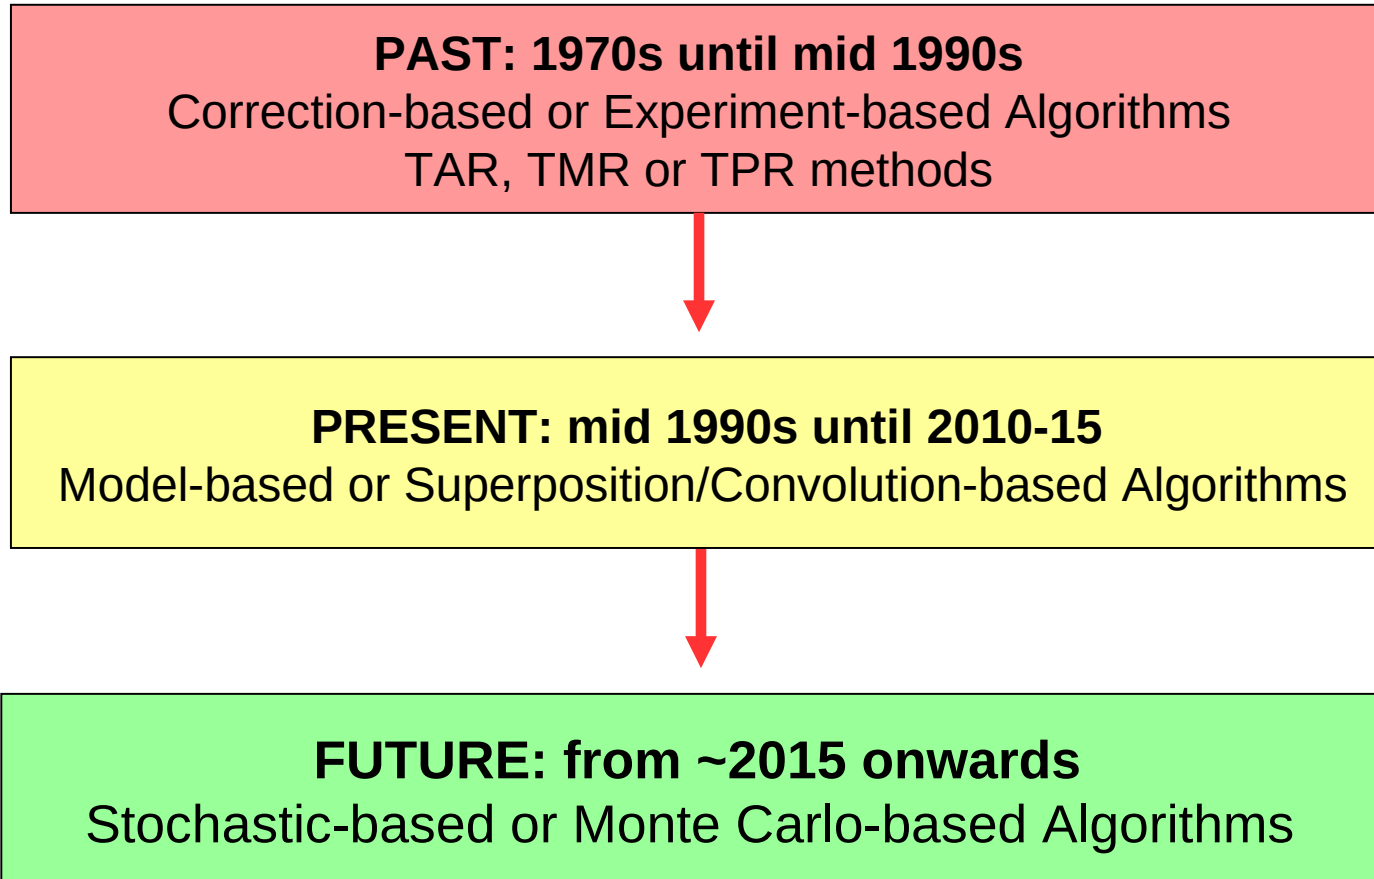 PAST: 1970s until mid 1990s
Correction-based or Experiment-based Algorithms
TAR, TMR or TPR methods
PRESENT: mid 1990s until 2010-15
Model-based or Superposition/Convolution-based Algorithms
FUTURE: from ~2015 onwards
Stochastic-based or Monte Carlo-based Algorithms